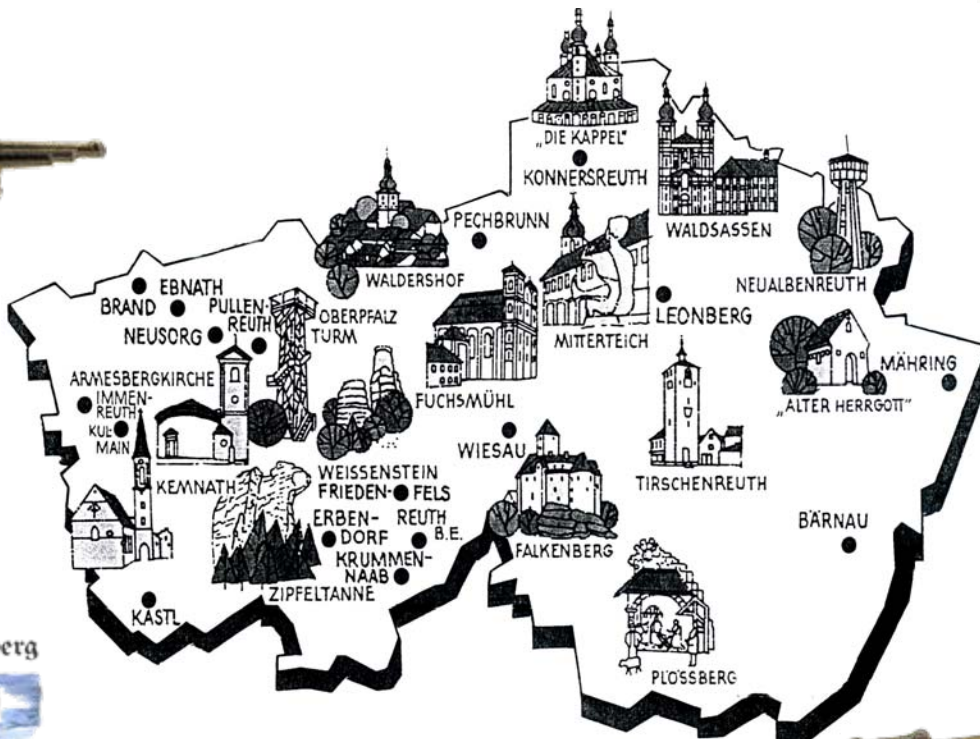 „DIE KAPPEL"
KONNERSREUTH
WALDSASSEN
PECHBRUNN
WALDERSHOF
NEUALBENREUTH
EBNATH
BRAND
PULLEN-
REUTH
NEUSORG
OBERPFALZ
TURM
MITTERTEICH
LEONBERG
FUCHSMÜHL
MÄHRING
„ALTER HERRGOTT"
ARMESBERGKIRCHE
IMMEN-
REUTH
KUL-
MAIN
KEMNATH
WEISSENSTEIN
FRIEDEN-FELS
WIESAU
TIRSCHENREUTH
ERBEN-
DORF
REUTH
B.E.
KRUMMEN-
NAAB
ZIPFELTANNE
FALKENBERG
BÄRNAU
KASTL
PLÖSSBERG
erg